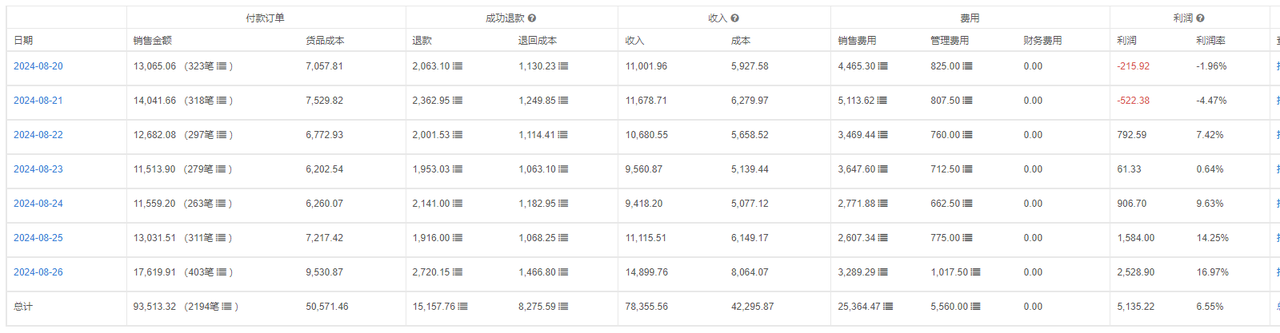 付款订单 成功退款 收入 费用 利润
日期 销售金额 货品成本 退款 退回成本 收入 成本 销售费用 管理费用 财务费用 利润 利润率
2024-08-20 13,065.06 (323笔) 7,057.81 2,063.10 1,130.23 11,001.96 5,927.58 4,465.30 825.00 0.00 -215.92 -1.96%
2024-08-21 14,041.66 (318笔) 7,529.82 2,362.95 1,249.85 11,678.71 6,279.97 5,113.62 807.50 0.00 -522.38 -4.47%
2024-08-22 12,682.08 (297笔) 6,772.93 2,001.53 1,114.41 10,680.55 5,658.52 3,469.44 760.00 0.00 792.59 7.42%
2024-08-23 11,513.90 (279笔) 6,202.54 1,953.03 1,063.10 9,560.87 5,139.44 3,647.60 712.50 0.00 61.33 0.64%
2024-08-24 11,559.20 (263笔) 6,260.07 2,141.00 1,182.95 9,418.20 5,077.12 2,771.88 662.50 0.00 906.70 9.63%
2024-08-25 13,031.51 (311笔) 7,217.42 1,916.00 1,068.25 11,115.51 6,149.17 2,607.34 775.00 0.00 1,584.00 14.25%
2024-08-26 17,619.91 (403笔) 9,530.87 2,720.15 1,466.80 14,899.76 8,064.07 3,289.29 1,017.50 0.00 2,528.90 16.97%
总计 93,513.32 (2194笔) 50,571.46 15,157.76 8,275.59 78,355.56 42,295.87 25,364.47 5,560.00 0.00 5,135.22 6.55%